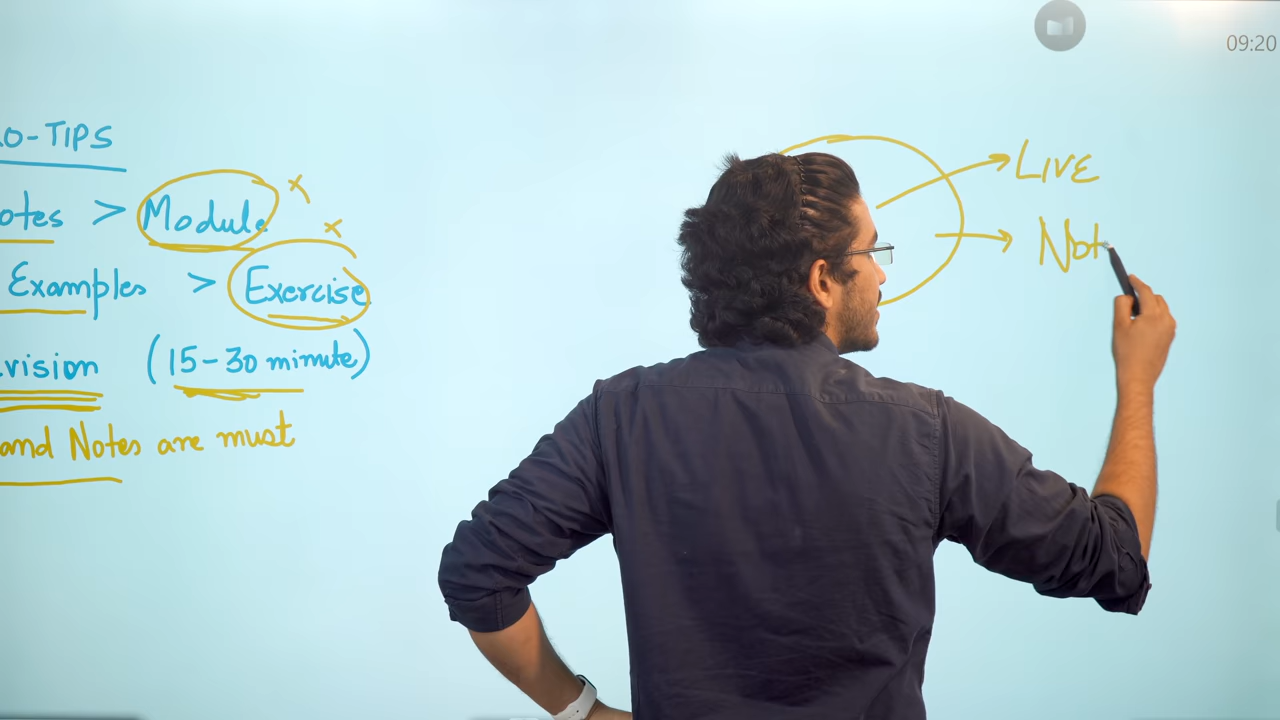 O-TIPS
otes > Module x
Examples > Exercise x
vision (15-30 minute)
and Notes are must
LIVE
Not
09:20